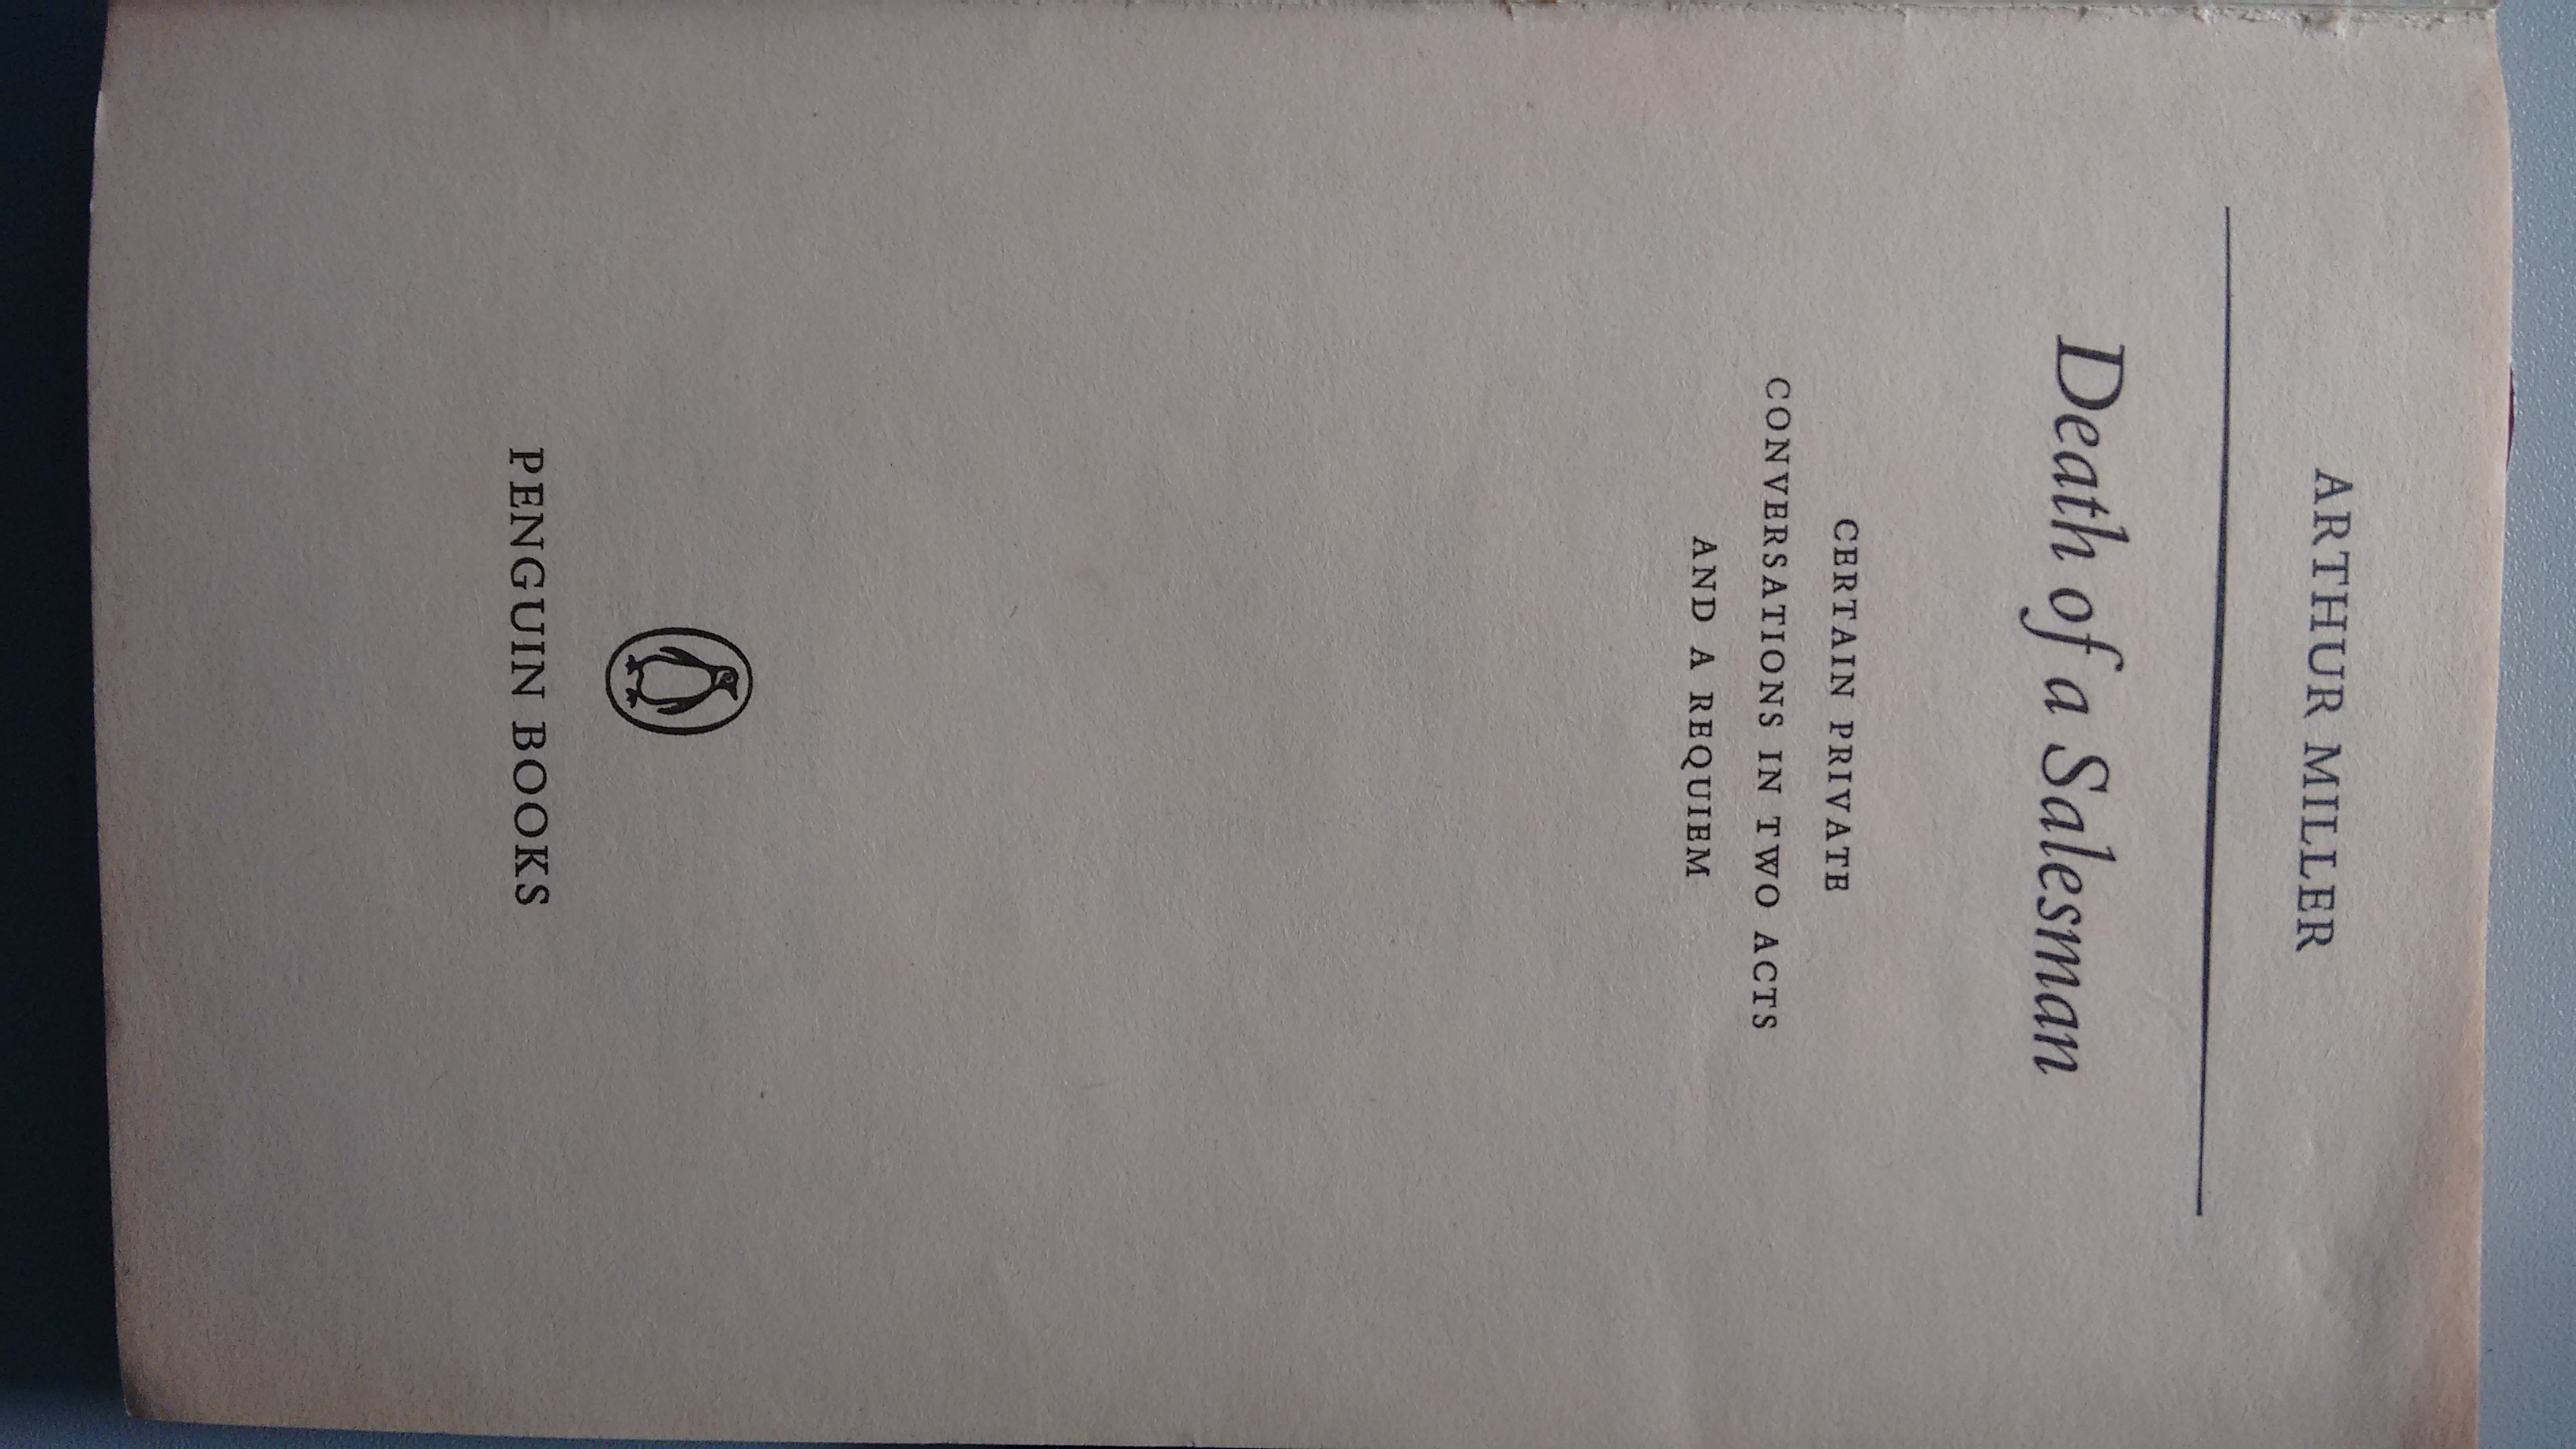 ARTHUR MILLER
Death of a Salesman
CERTAIN PRIVATE
CONVERSATIONS IN TWO ACTS
AND A REQUIEM
PENGUIN BOOKS